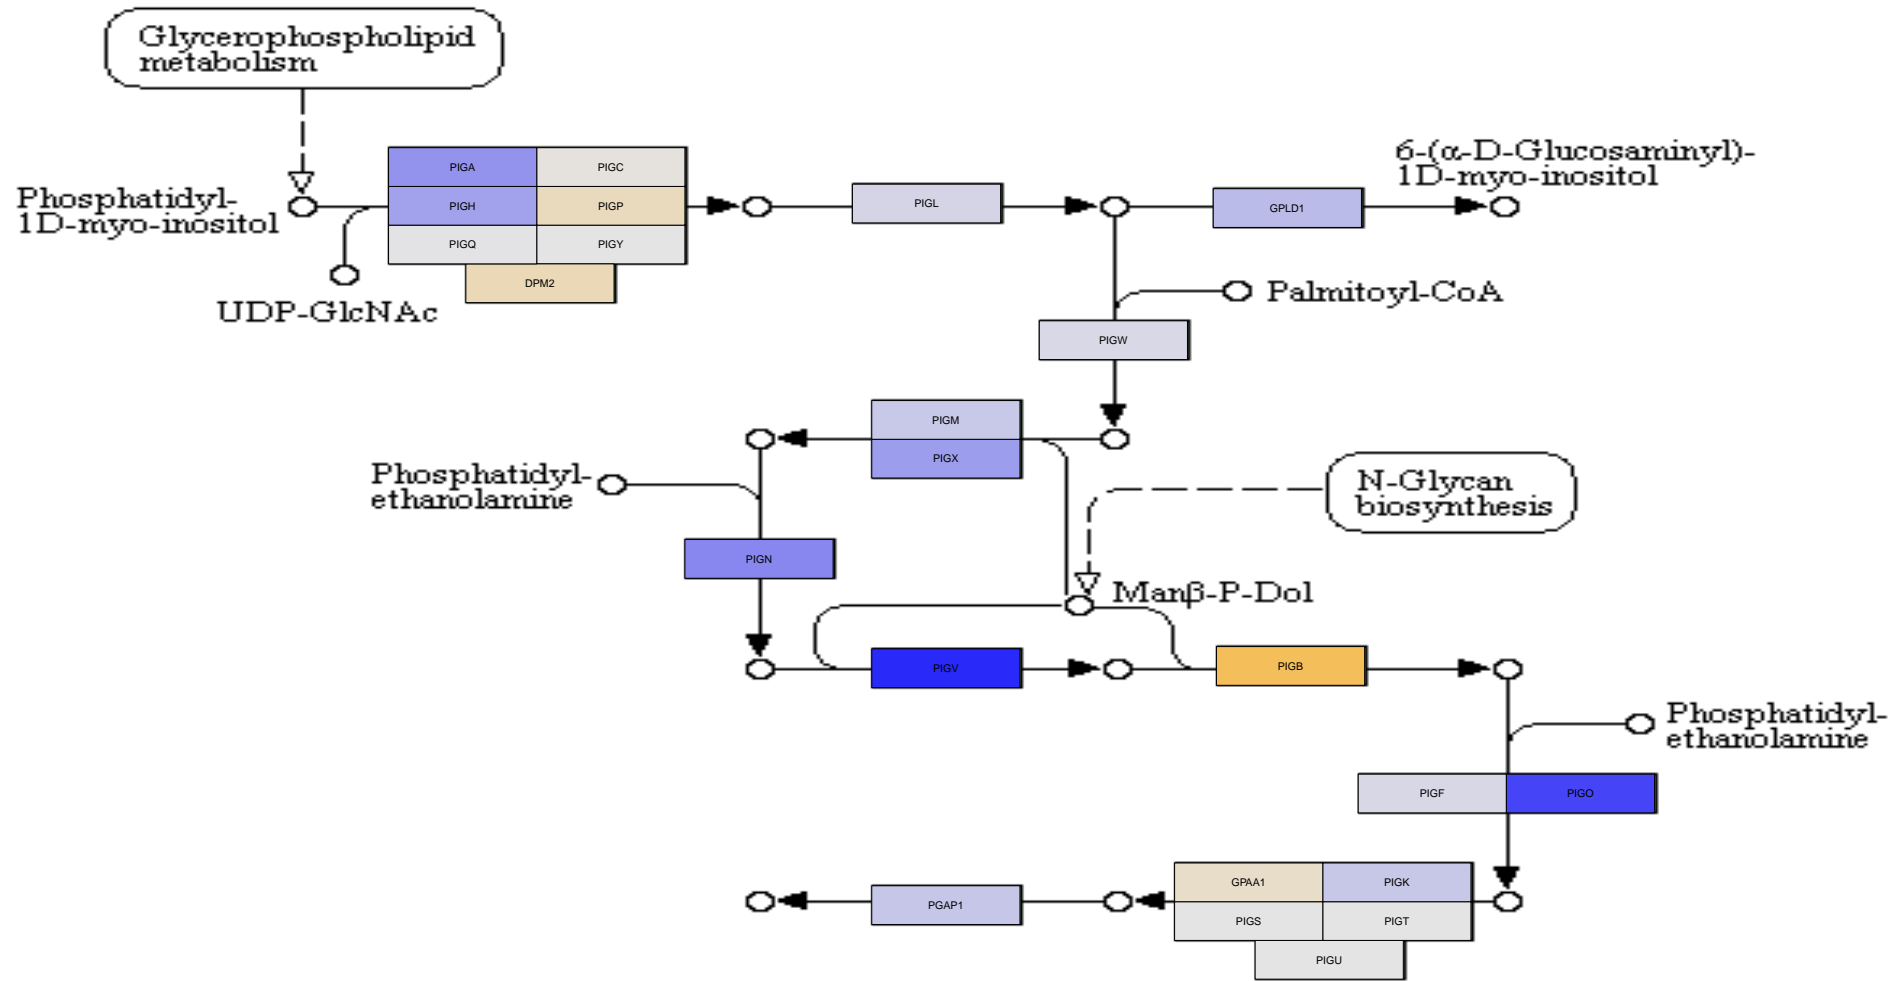 Glycerophospholipid
metabolism
Phosphatidyl-
1D-myo-inositol
UDP-GlcNAc
PIGA
PIGC
PIGH
PIGP
PIGQ
PIGY
DPM2
PIGL
GPLD1
6-(α-D-Glucosaminyl)-
1D-myo-inositol
Palmitoyl-CoA
PIGW
PIGM
PIGX
Phosphatidyl-
ethanolamine
N-Glycan
biosynthesis
PIGN
Manβ-P-Dol
PIGV
PIGB
Phosphatidyl-
ethanolamine
PIGF
PIGO
GPAA1
PIGK
PGAP1
PIGS
PIGT
PIGU